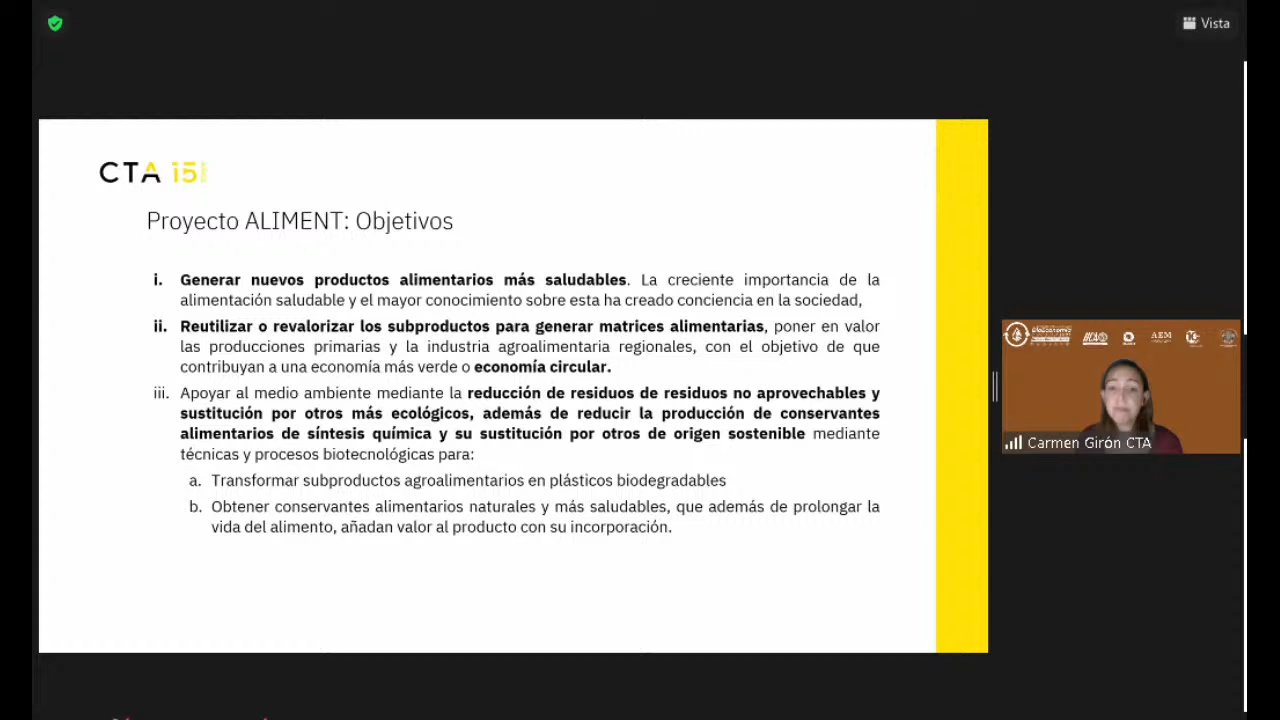 Vista
CTA 15
Proyecto ALIMENT: Objetivos
i. Generar nuevos productos alimentarios más saludables. La creciente importancia de la
alimentación saludable y el mayor conocimiento sobre esta ha creado conciencia en la sociedad,
ii. Reutilizar o revalorizar los subproductos para generar matrices alimentarias, poner en valor
las producciones primarias y la industria agroalimentaria regionales, con el objetivo de que
contribuyan a una economía más verde o economía circular.
iii. Apoyar al medio ambiente mediante la reducción de residuos de residuos no aprovechables y
sustitución por otros más ecológicos, además de reducir la producción de conservantes
alimentarios de síntesis química y su sustitución por otros de origen sostenible mediante
técnicas y procesos biotecnológicos para:
a. Transformar subproductos agroalimentarios en plásticos biodegradables
b. Obtener conservantes alimentarios naturales y más saludables, que además de prolongar la
vida del alimento, añadan valor al producto con su incorporación.
BioEconomía
AEM
Carmen Girón CTA